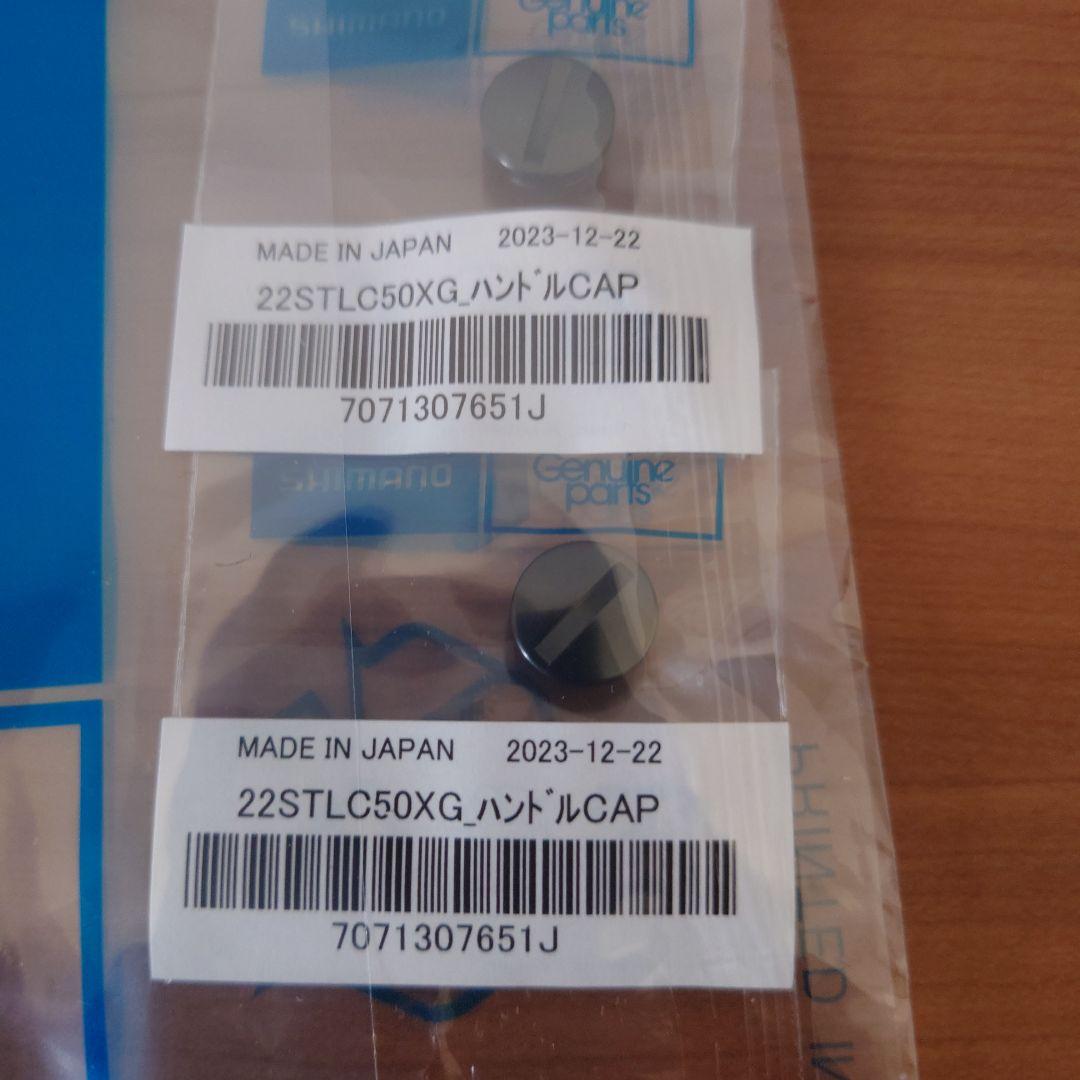 SHIMANO
Genuine
parts
MADE IN JAPAN 2023-12-22
22STLC50XG_ﾊﾝﾄﾞﾙCAP
7071307651J
SHIMANO
Genuine
parts
MADE IN JAPAN 2023-12-22
22STLC50XG_ﾊﾝﾄﾞﾙCAP
7071307651J
PRINTED IN